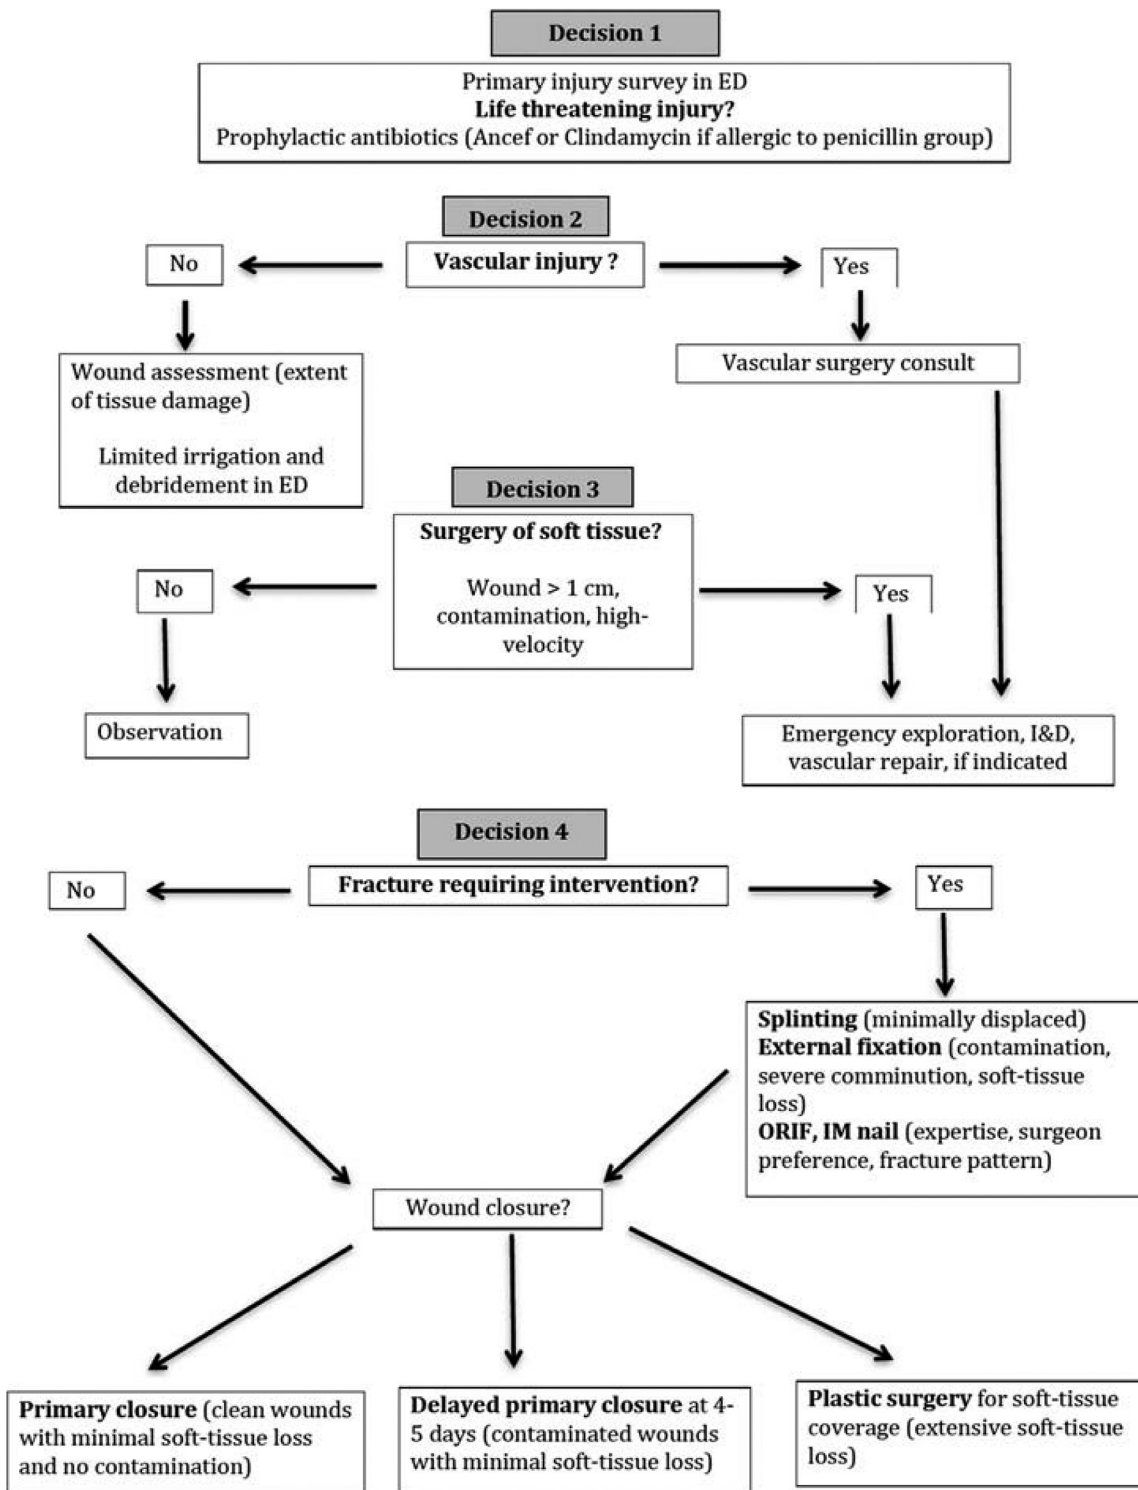 Decision 1
Primary injury survey in ED
Life threatening injury?
Prophylactic antibiotics (Ancef or Clindamycin if allergic to penicillin group)
Decision 2
No
Vascular injury ?
Yes
Wound assessment (extent
of tissue damage)
Limited irrigation and
debridement in ED
Vascular surgery consult
Decision 3
Surgery of soft tissue?
Wound > 1 cm,
contamination, high-
velocity
No
Yes
Observation
Emergency exploration, I&D,
vascular repair, if indicated
Decision 4
No
Fracture requiring intervention?
Yes
Splinting (minimally displaced)
External fixation (contamination,
severe comminution, soft-tissue
loss)
ORIF, IM nail (expertise, surgeon
preference, fracture pattern)
Wound closure?
Primary closure (clean wounds
with minimal soft-tissue loss
and no contamination)
Delayed primary closure at 4-
5 days (contaminated wounds
with minimal soft-tissue loss)
Plastic surgery for soft-tissue
coverage (extensive soft-tissue
loss)